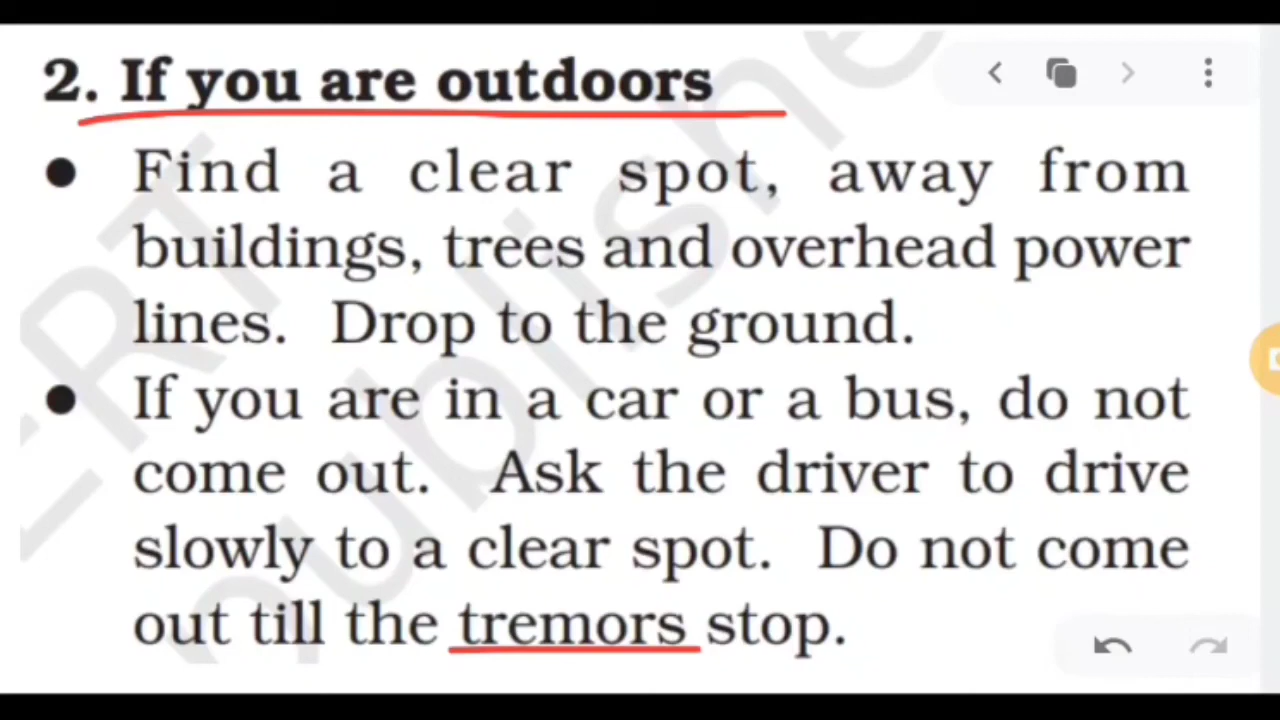 2. If you are outdoors
● Find a clear spot, away from
buildings, trees and overhead power
lines. Drop to the ground.
● If you are in a car or a bus, do not
come out. Ask the driver to drive
slowly to a clear spot. Do not come
out till the tremors stop.